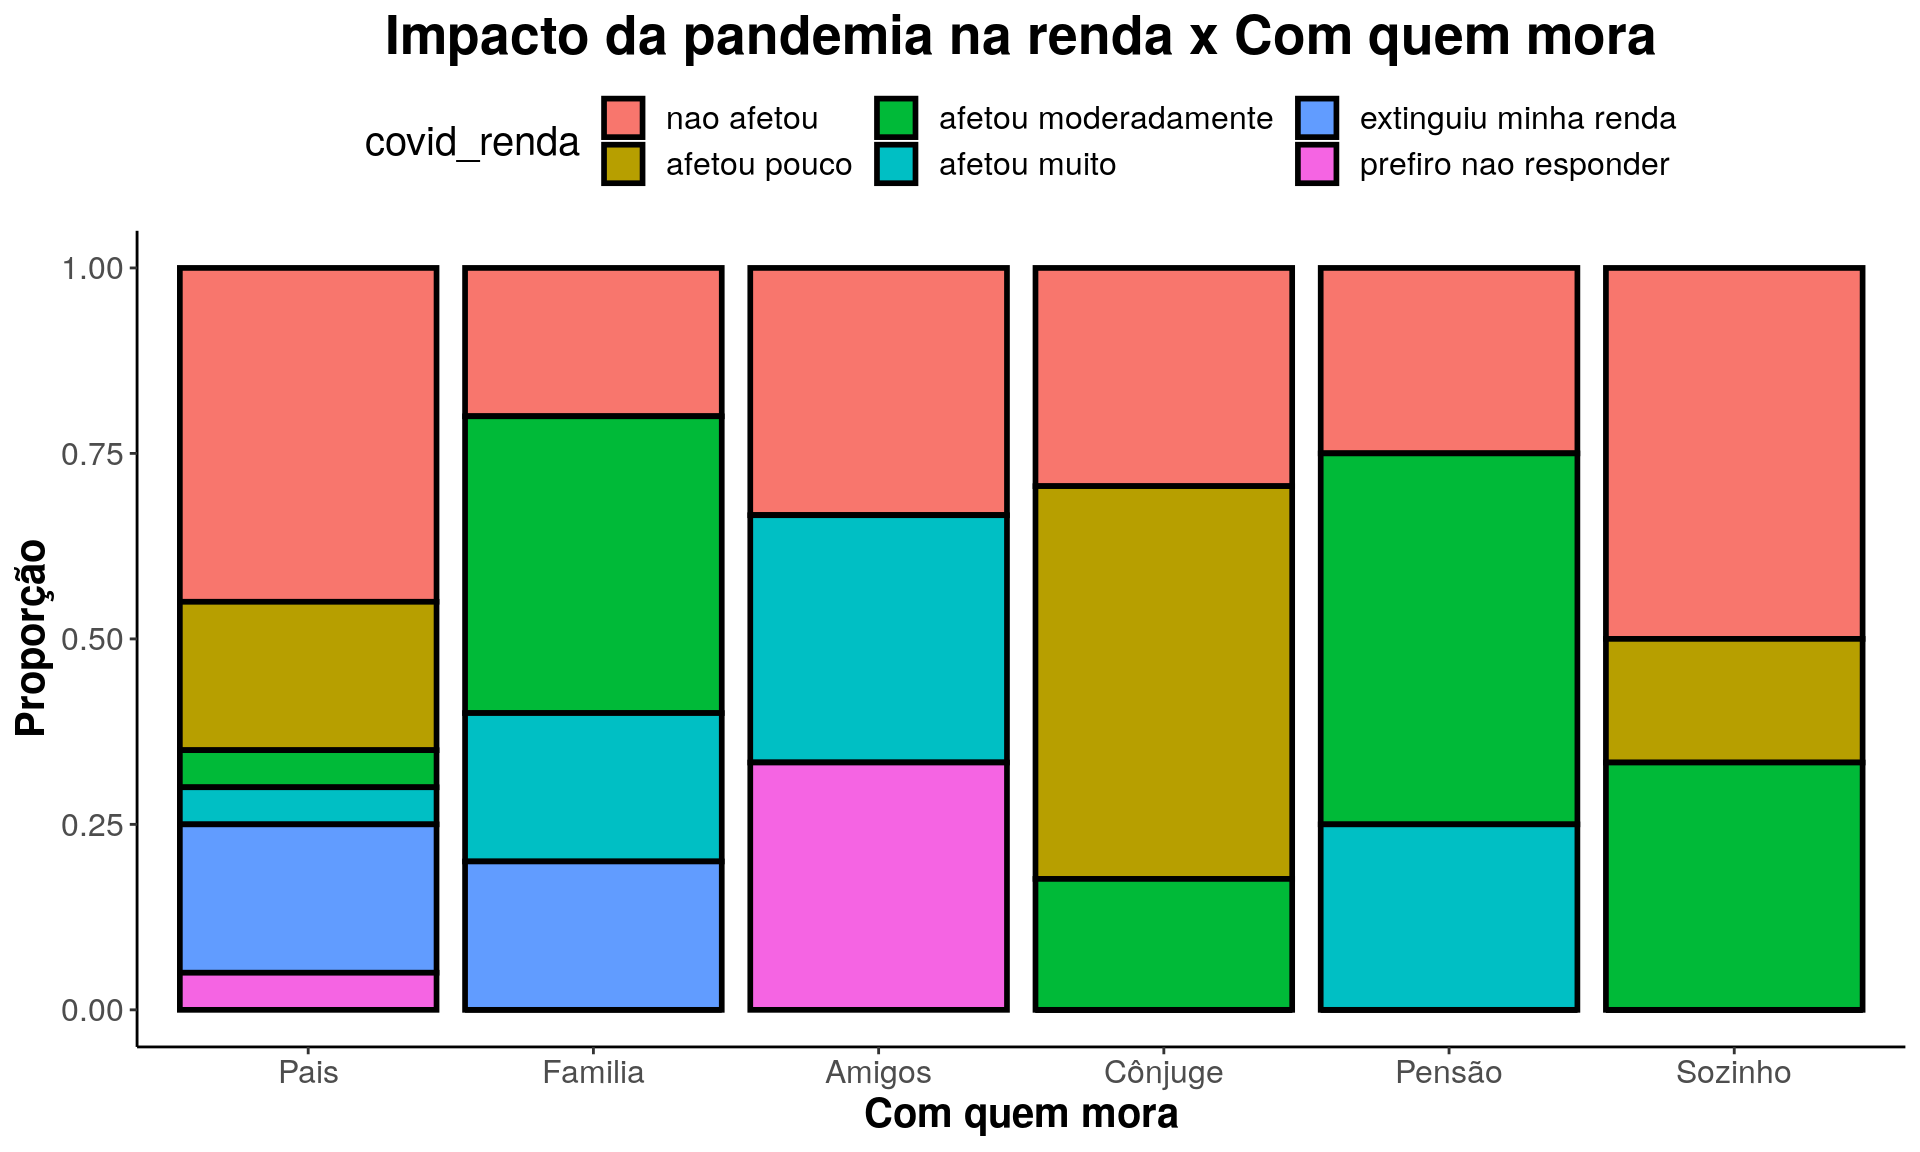 Impacto da pandemia na renda x Com quem mora
covid_renda
nao afetou
afetou moderadamente
extinguiu minha renda
afetou pouco
afetou muito
prefiro nao responder
Proporção
1.00
0.75
0.50
0.25
0.00
Pais
Familia
Amigos
Cônjuge
Pensão
Sozinho
Com quem mora